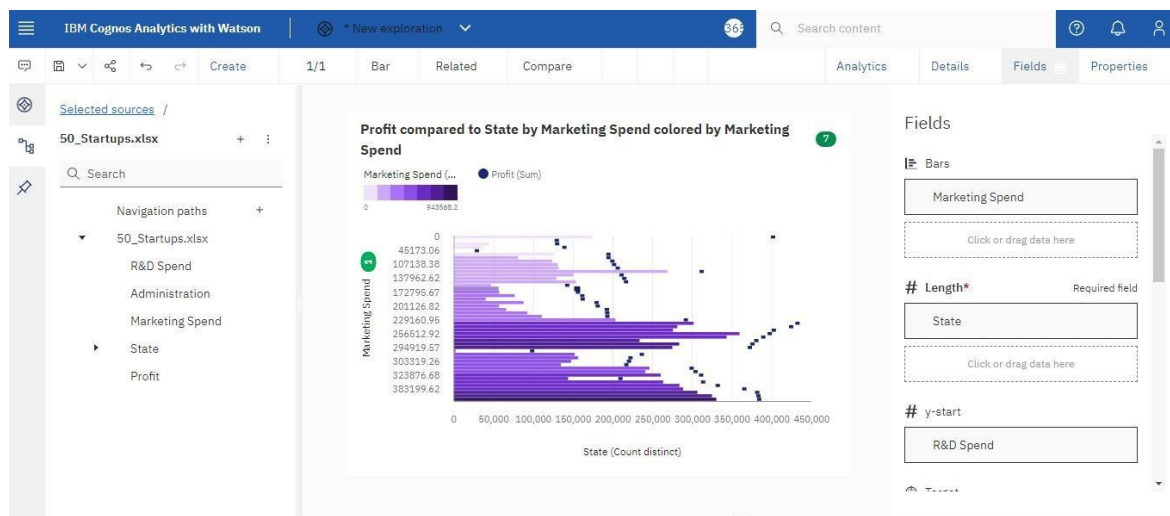 IBM Cognos Analytics with Watson
* New exploration
Search content
Create
1/1
Bar
Related
Compare
Analytics
Details
Fields
Properties
Selected sources /
50_Startups.xlsx
Search
Navigation paths
50_Startups.xlsx
R&D Spend
Administration
Marketing Spend
State
Profit
Profit compared to State by Marketing Spend colored by Marketing
Spend
7
Marketing Spend (...
Profit (Sum)
0
943568.2
Marketing Spend
0
45173.06
107138.38
137962.62
172795.67
201126.82
229160.95
256512.92
294919.57
303319.26
323876.68
383199.62
0 50,000 100,000 150,000 200,000 250,000 300,000 350,000 400,000 450,000
State (Count distinct)
Fields
Bars
Marketing Spend
Click or drag data here
# Length*
Required field
State
Click or drag data here
# y-start
R&D Spend